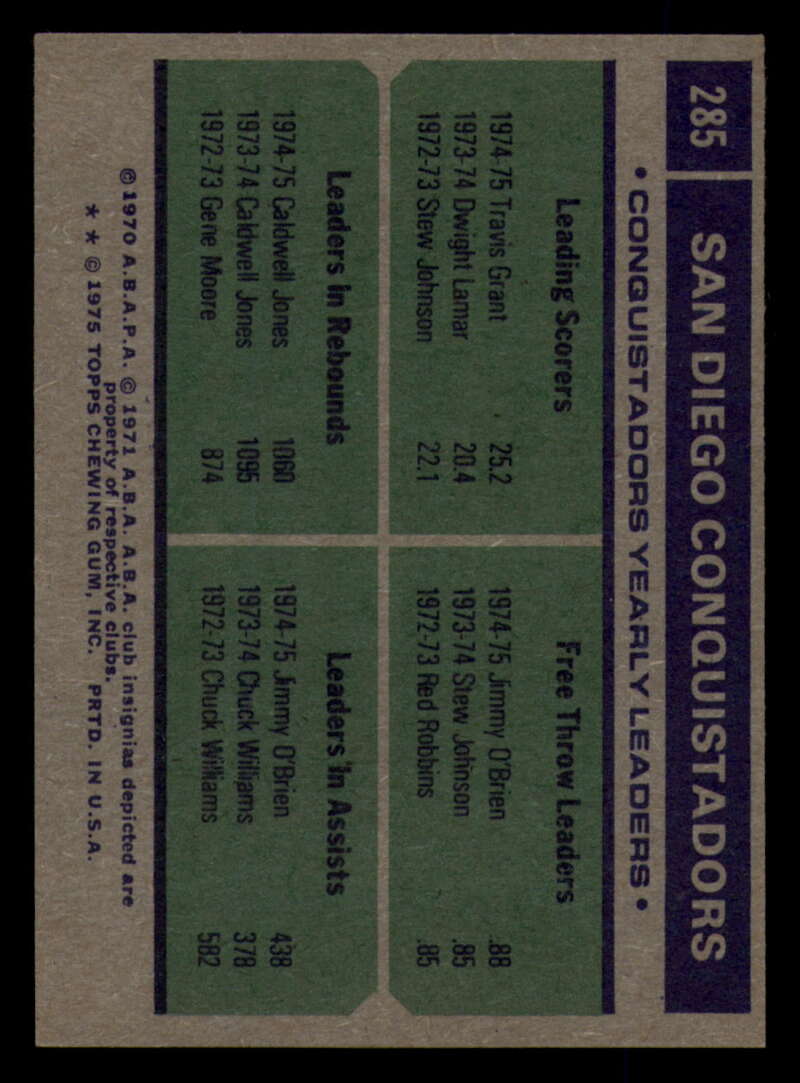 285 SAN DIEGO CONQUISTADORS
• CONQUISTADORS YEARLY LEADERS •
Leading Scorers
1974-75 Travis Grant 25.2
1973-74 Dwight Lamar 20.4
1972-73 Stew Johnson 22.1
Free Throw Leaders
1974-75 Jimmy O'Brien .88
1973-74 Stew Johnson .85
1972-73 Red Robbins .85
Leaders in Rebounds
1974-75 Caldwell Jones 1060
1973-74 Caldwell Jones 1095
1972-73 Gene Moore 874
Leaders in Assists
1974-75 Jimmy O'Brien 438
1973-74 Chuck Williams 378
1972-73 Chuck Williams 582
© 1970 A.B.A.P.A. © 1971 A.B.A. A.B.A. club insignias depicted are
property of respective clubs.
* * © 1975 TOPPS CHEWING GUM, INC. PRTD. IN U.S.A.